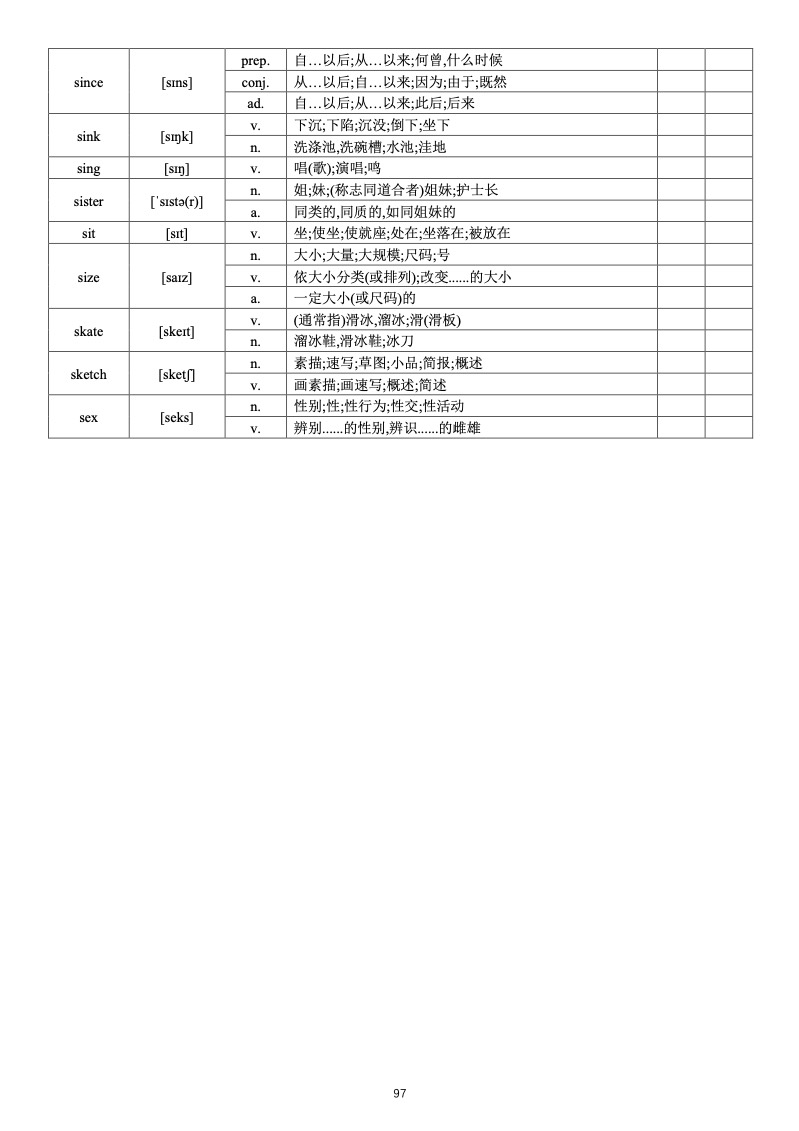 since [sɪns] prep. 自…以后;从…以来;何曾,什么时候
conj. 从…以后;自…以来;因为;由于;既然
ad. 自…以后;从…以来;此后;后来
sink [sɪŋk] v. 下沉;下陷;沉没;倒下;坐下
n. 洗涤池,洗碗槽;水池;洼地
sing [sɪŋ] v. 唱(歌);演唱;鸣
sister [ˈsɪstə(r)] n. 姐;妹;(称志同道合者)姐妹;护士长
a. 同类的,同质的,如同姐妹的
sit [sɪt] v. 坐;使坐;使就座;处在;坐落在;被放在
size [saɪz] n. 大小;大量;大规模;尺码;号
v. 依大小分类(或排列);改变......的大小
a. 一定大小(或尺码)的
skate [skeɪt] v. (通常指)滑冰,溜冰;滑(滑板)
n. 溜冰鞋,滑冰鞋;冰刀
sketch [sketʃ] n. 素描;速写;草图;小品;简报;概述
v. 画素描;画速写;概述;简述
sex [seks] n. 性别;性;性行为;性交;性活动
v. 辨别......的性别,辨识......的雌雄
97